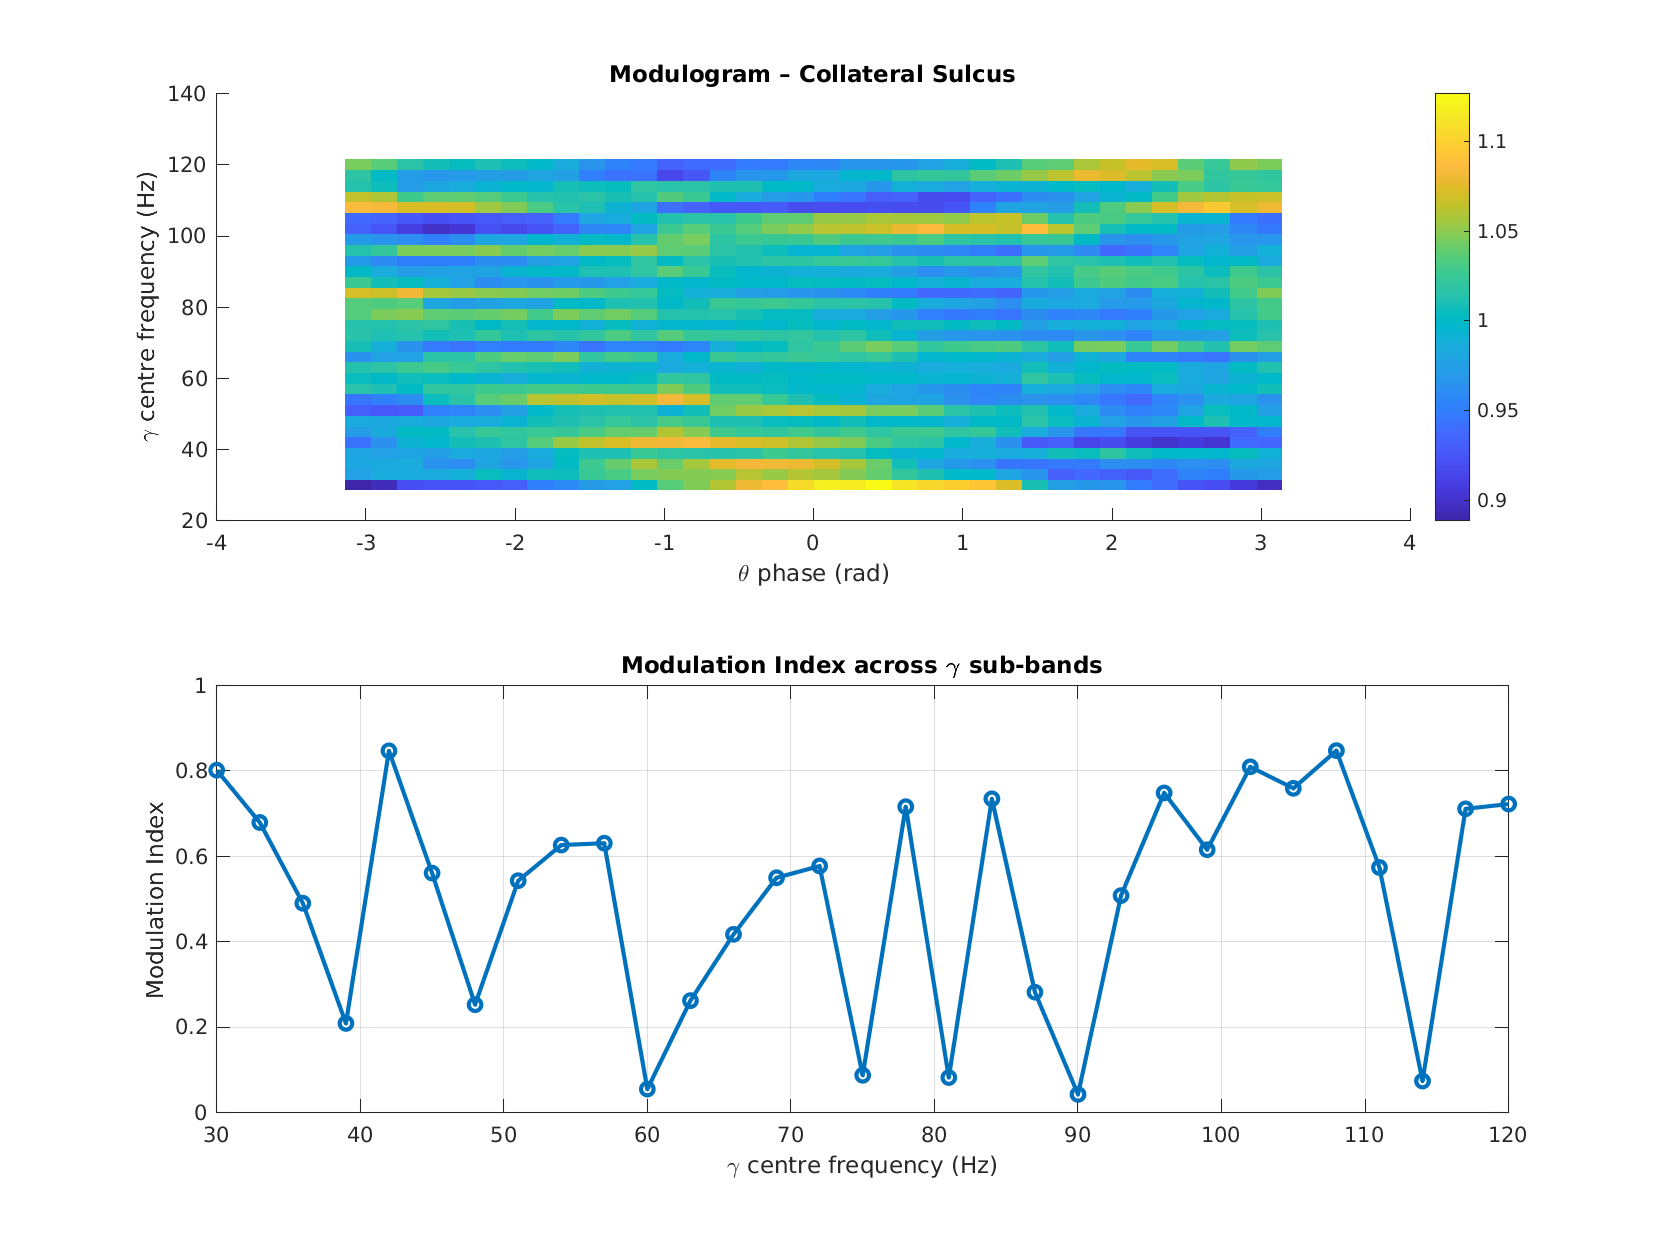 Modulogram – Collateral Sulcus
140
120
100
80
60
40
20
γ centre frequency (Hz)
-4 -3 -2 -1 0 1 2 3 4
θ phase (rad)
1.1
1.05
1
0.95
0.9
Modulation Index across γ sub-bands
1
0.8
0.6
0.4
0.2
0
Modulation Index
30 40 50 60 70 80 90 100 110 120
γ centre frequency (Hz)